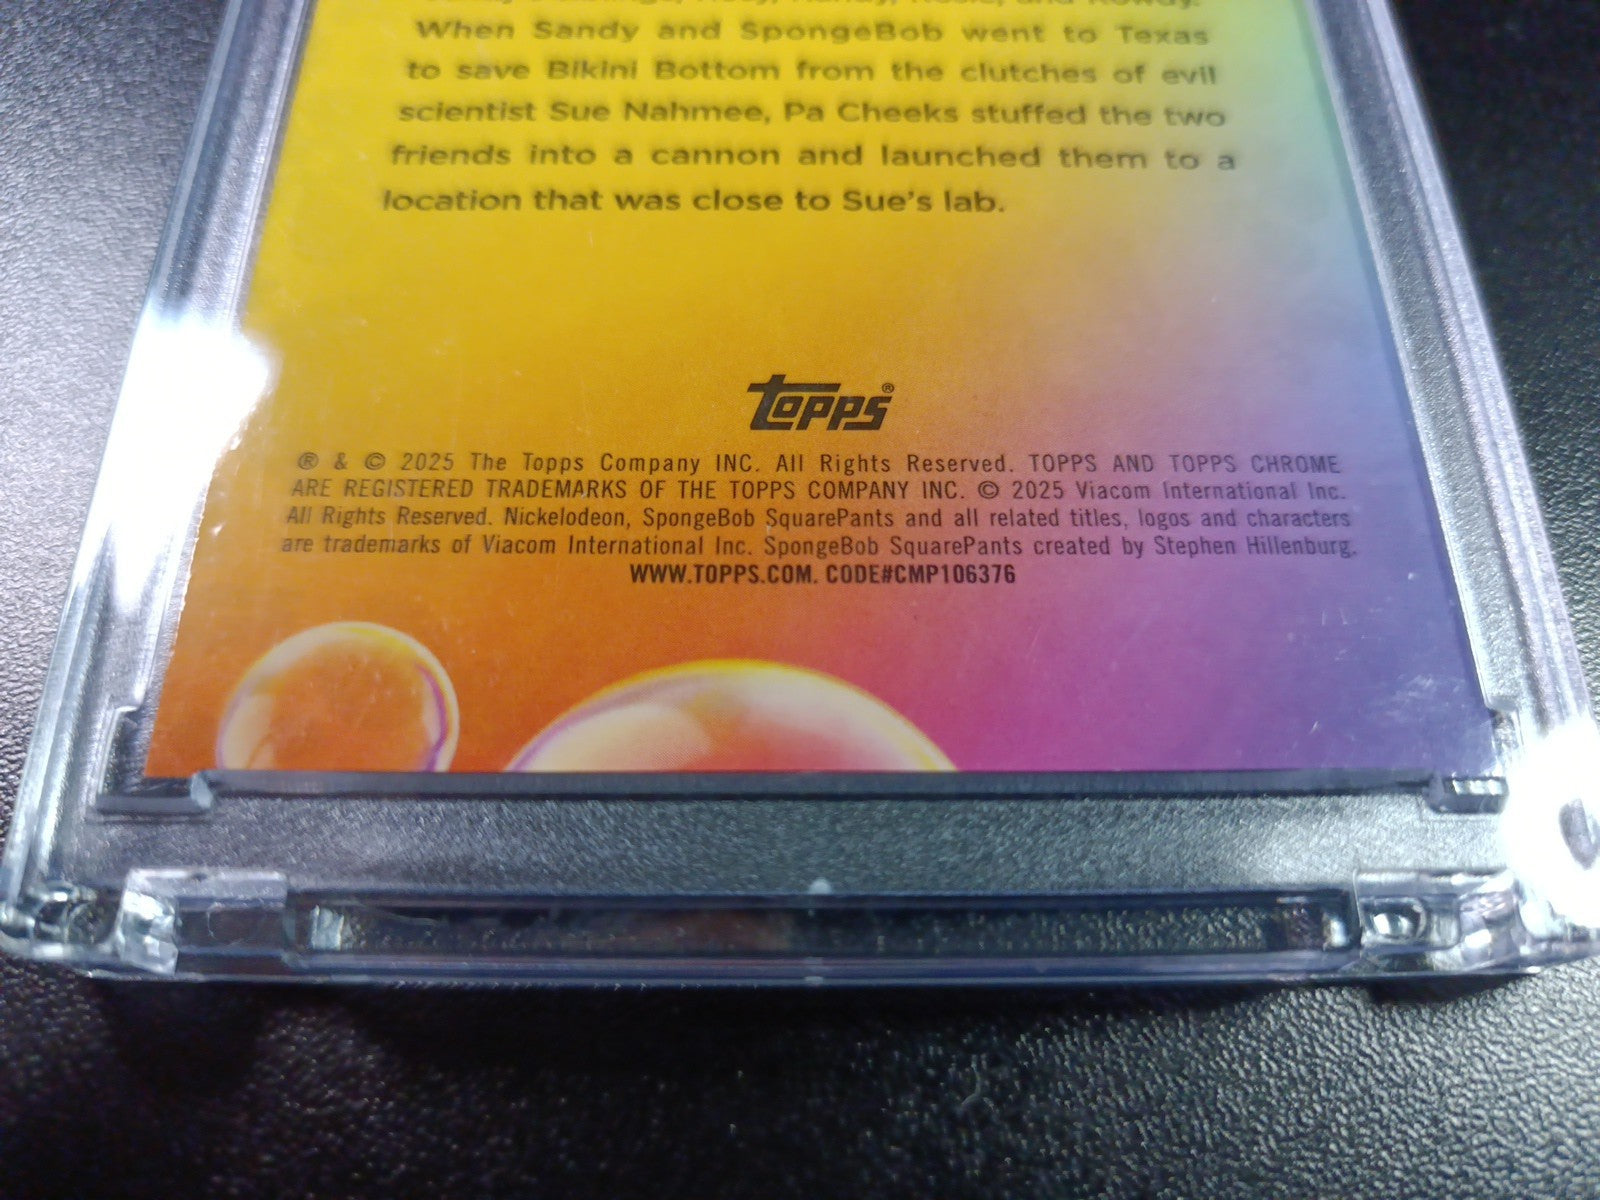 and Rowdy.
When Sandy and SpongeBob went to Texas
to save Bikini Bottom from the clutches of evil
scientist Sue Nahmee, Pa Cheeks stuffed the two
friends into a cannon and launched them to a
location that was close to Sue's lab.
TOPPS®
® & © 2025 The Topps Company INC. All Rights Reserved. TOPPS AND TOPPS CHROME
ARE REGISTERED TRADEMARKS OF THE TOPPS COMPANY INC. © 2025 Viacom International Inc.
All Rights Reserved. Nickelodeon, SpongeBob SquarePants and all related titles, logos and characters
are trademarks of Viacom International Inc. SpongeBob SquarePants created by Stephen Hillenburg.
WWW.TOPPS.COM. CODE#CMP106376